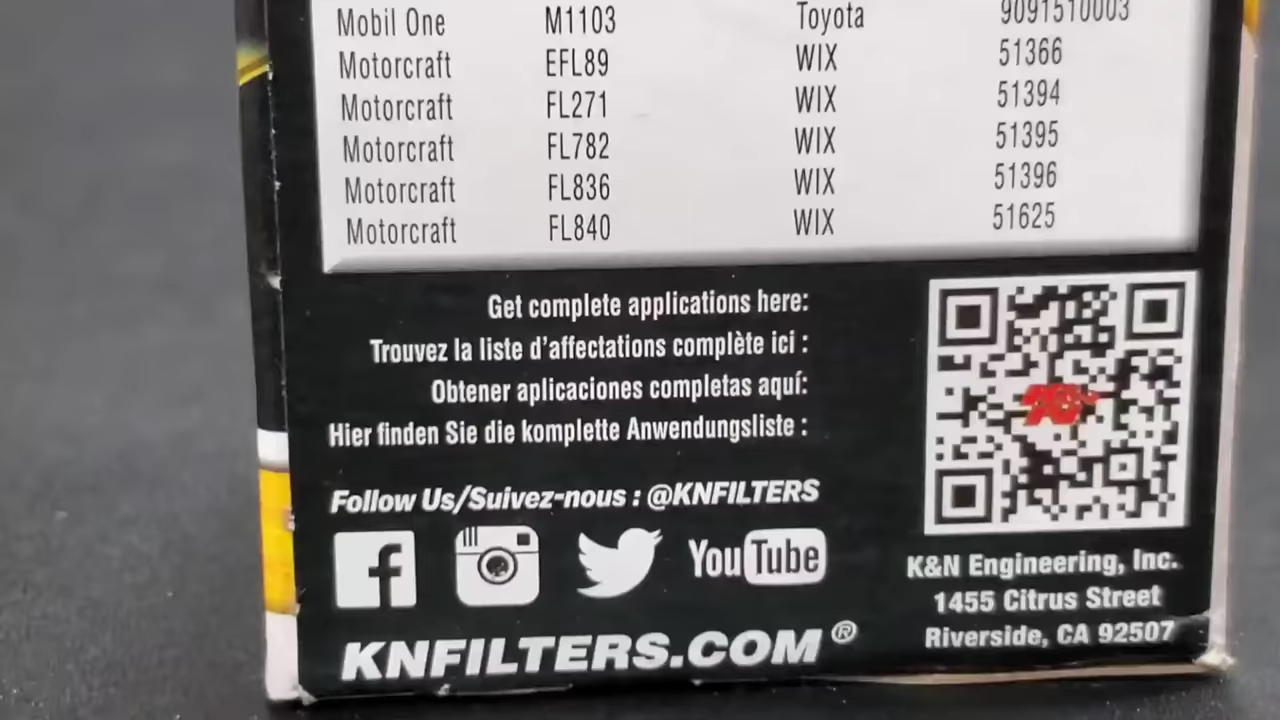 Mobil One M1103 Toyota 9091510003
Motorcraft EFL89 WIX 51366
Motorcraft FL271 WIX 51394
Motorcraft FL782 WIX 51395
Motorcraft FL836 WIX 51396
Motorcraft FL840 WIX 51625
Get complete applications here:
Trouvez la liste d'affectations complète ici :
Obtener aplicaciones completas aquí:
Hier finden Sie die komplette Anwendungsliste :
Follow Us/Suivez-nous : @KNFILTERS
YouTube
KNFILTERS.COM®
K&N
K&N Engineering, Inc.
1455 Citrus Street
Riverside, CA 92507